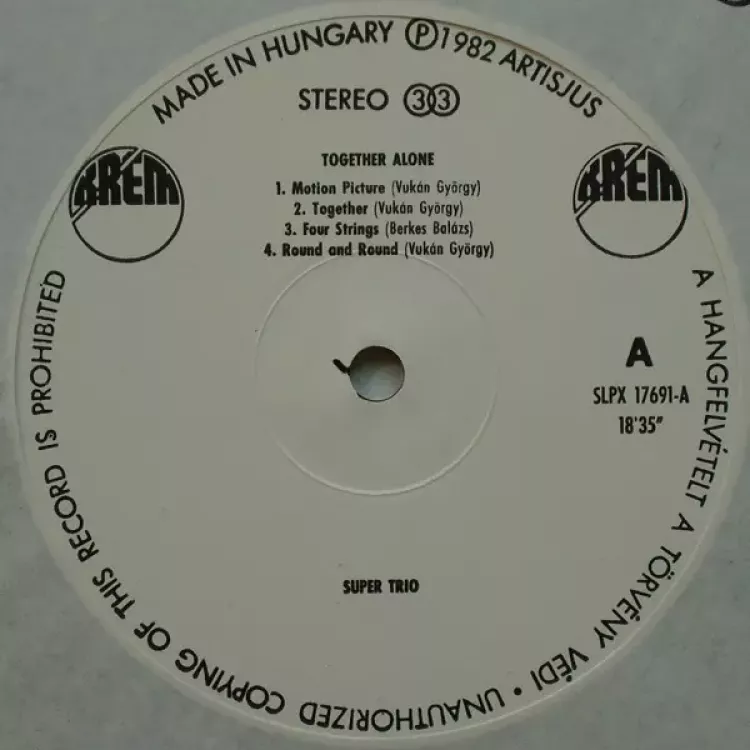 MADE IN HUNGARY Ⓟ 1982 ARTISJUS
STEREO 33
KRÉM
KRÉM
TOGETHER ALONE
1. Motion Picture (Vukán György)
2. Together (Vukán György)
3. Four Strings (Berkes Balázs)
4. Round and Round (Vukán György)
A
SLPX 17691-A
18'35"
SUPER TRIO
A HANGFELVÉTELT A TÖRVÉNY VÉDI • UNAUTHORIZED COPYING OF THIS RECORD IS PROHIBITED